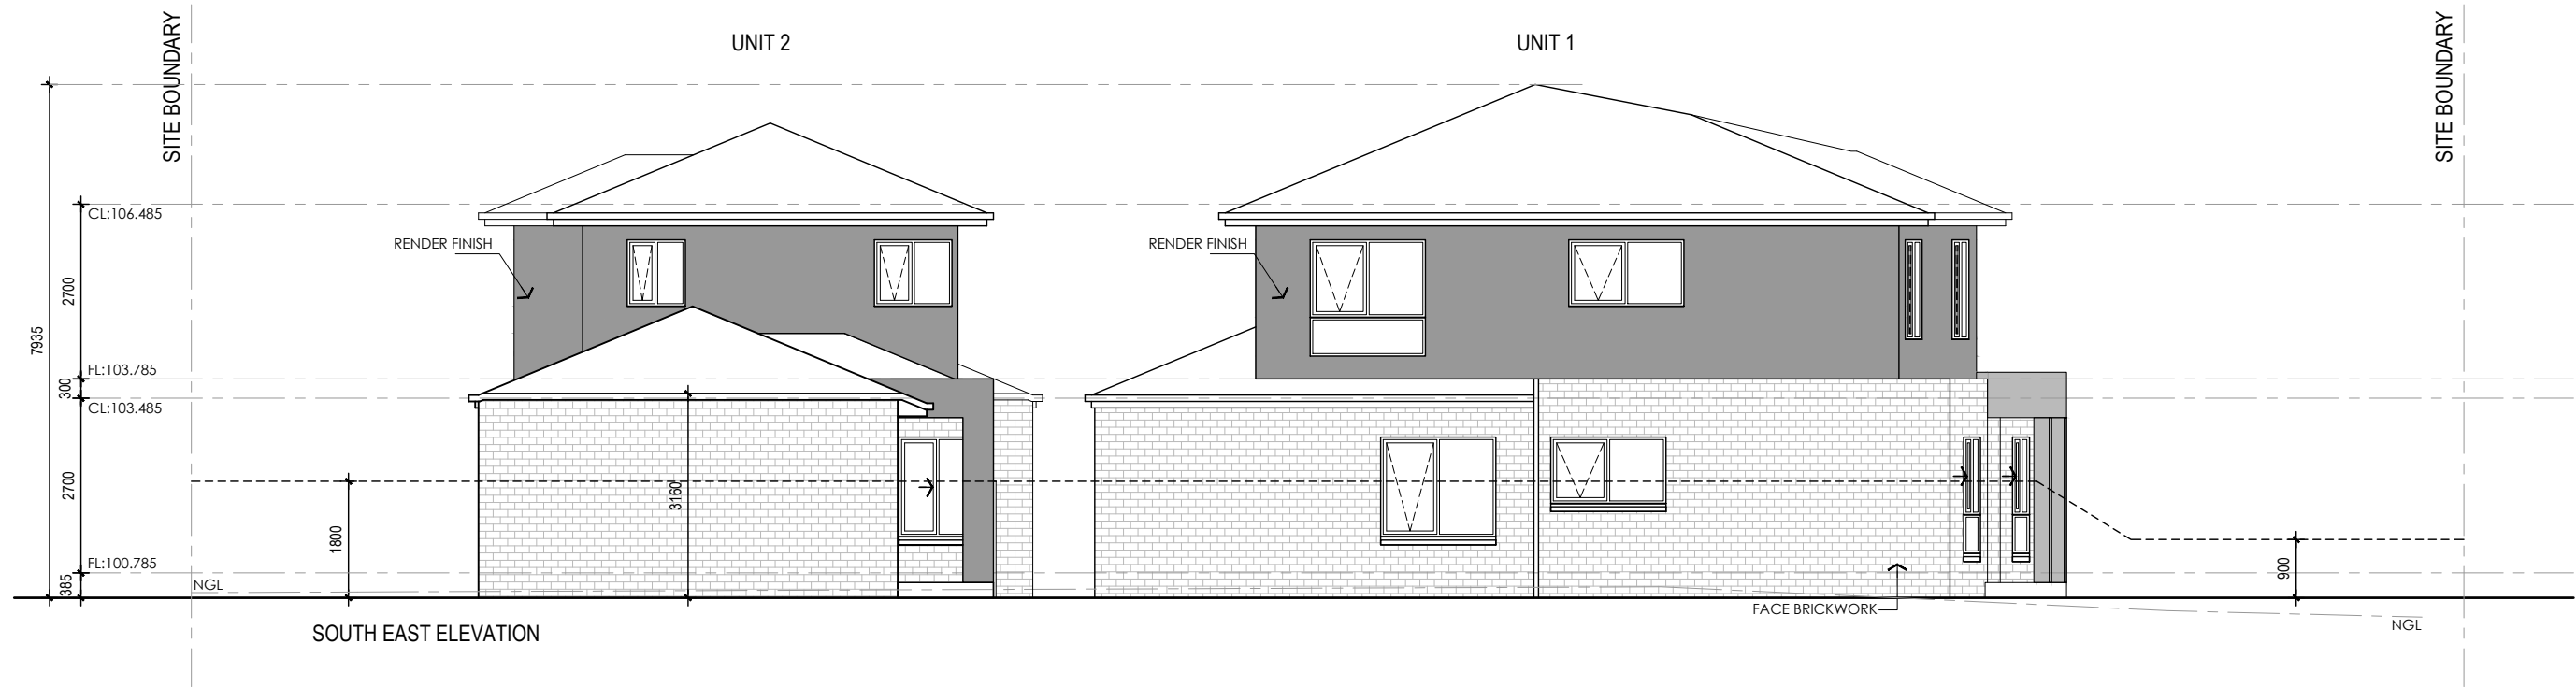 SITE BOUNDARY
UNIT 2
UNIT 1
SITE BOUNDARY
CL:106.485
RENDER FINISH
RENDER FINISH
2700
7935
FL:103.785
300
CL:103.485
2700
3160
1800
FL:100.785
385
NGL
900
FACE BRICKWORK
NGL
SOUTH EAST ELEVATION